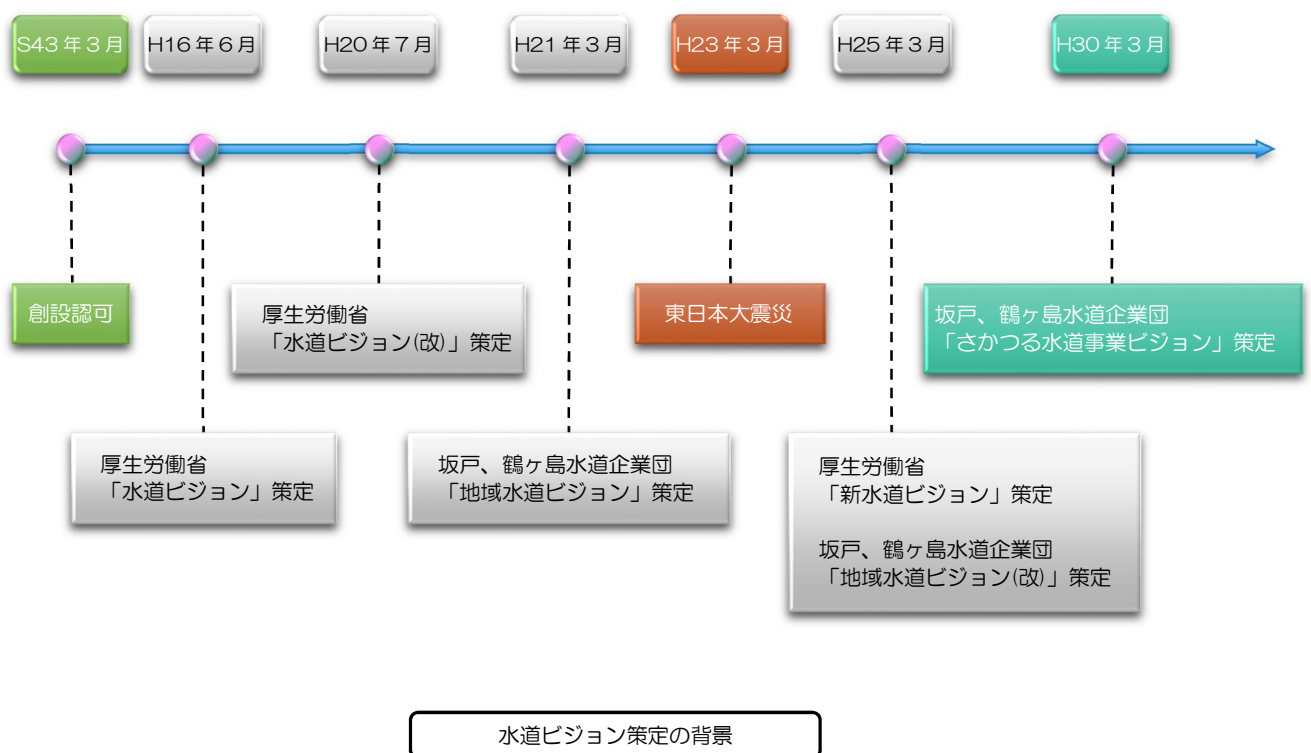 S43年3月
H16年6月
H20年7月
H21年3月
H23年3月
H25年3月
H30年3月
創設認可
厚生労働省
「水道ビジョン(改)」策定
東日本大震災
坂戸、鶴ヶ島水道企業団
「さかつる水道事業ビジョン」策定
厚生労働省
「水道ビジョン」策定
坂戸、鶴ヶ島水道企業団
「地域水道ビジョン」策定
厚生労働省
「新水道ビジョン」策定
坂戸、鶴ヶ島水道企業団
「地域水道ビジョン(改)」策定
水道ビジョン策定の背景